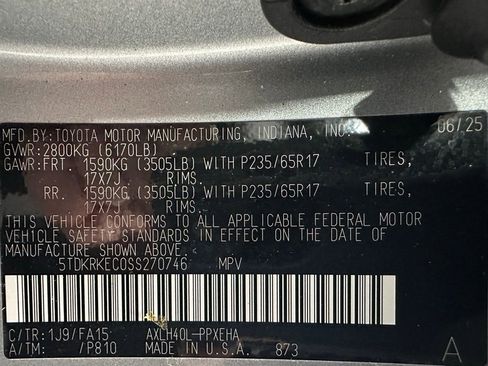 MFD.BY:TOYOTA MOTOR MANUFACTURING, INDIANA, INC. 06/25
GVWR:2800KG (6170LB)
GAWR:FRT. 1590KG (3505LB) WITH P235/65R17 TIRES,
17X7J RIMS.
RR. 1590KG (3505LB) WITH P235/65R17 TIRES,
17X7J RIMS.
THIS VEHICLE CONFORMS TO ALL APPLICABLE FEDERAL MOTOR
VEHICLE SAFETY STANDARDS IN EFFECT ON THE DATE OF
MANUFACTURE SHOWN ABOVE.
5TDKRKEC0SS270746 MPV
C/TR:1J9/FA15 AXLH40L-PPXEHA
A/TM: /P810 MADE IN U.S.A. 873 A